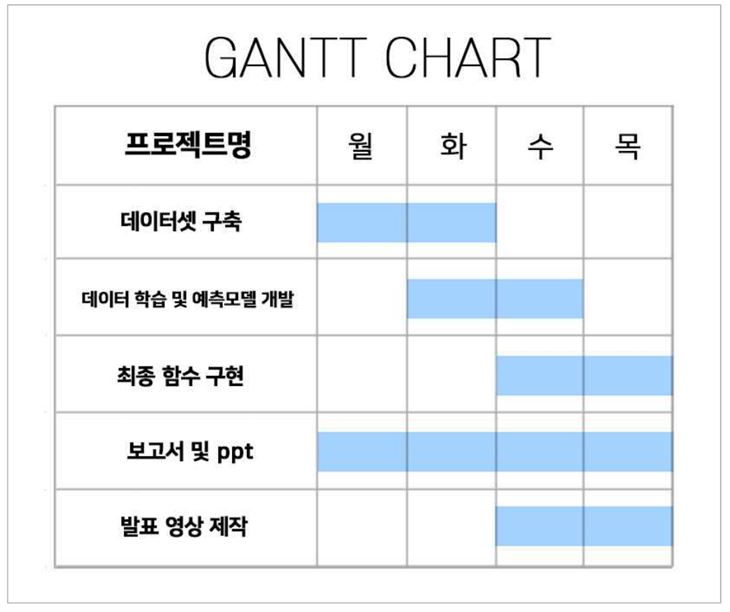 GANTT CHART
프로젝트명 월 화 수 목
데이터셋 구축
데이터 학습 및 예측모델 개발
최종 함수 구현
보고서 및 ppt
발표 영상 제작